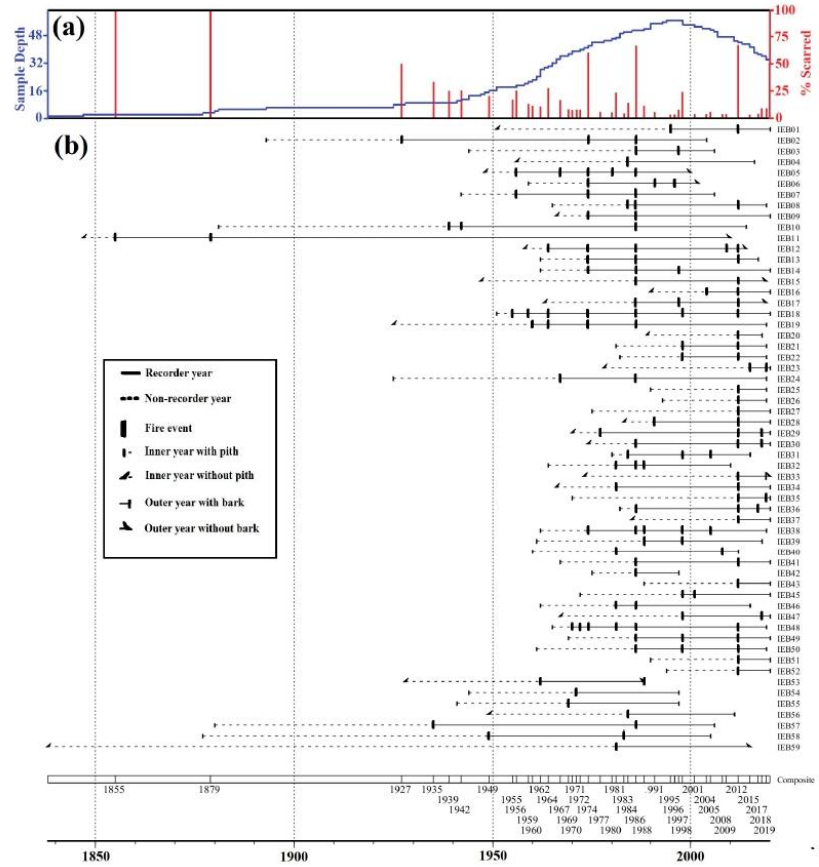 (a)
Sample Depth
48
32
16
0
100
75
50
25
0
% Scarred
(b)
IEB01
IEB02
IEB03
IEB04
IEB05
IEB06
IEB07
IEB08
IEB09
IEB10
IEB11
IEB12
IEB13
IEB14
IEB15
IEB16
IEB17
IEB18
IEB19
IEB20
IEB21
IEB22
IEB23
IEB24
IEB25
IEB26
IEB27
IEB28
IEB29
IEB30
IEB31
IEB32
IEB33
IEB34
IEB35
IEB36
IEB37
IEB38
IEB39
IEB40
IEB41
IEB42
IEB43
IEB45
IEB46
IEB47
IEB48
IEB49
IEB50
IEB51
IEB52
IEB53
IEB54
IEB55
IEB56
IEB57
IEB58
IEB59
Recorder year
Non-recorder year
Fire event
Inner year with pith
Inner year without pith
Outer year with bark
Outer year without bark
Composite
1855 1879 1927 1935 1949 1962 1971 1981 991 2001 2012
1939 1955 1964 1972 1983 1995 2004 2015
1942 1956 1967 1974 1984 1996 2005 2017
1959 1969 1977 1986 1997 2008 2018
1960 1970 1980 1988 1998 2009 2019
1850 1900 1950 2000